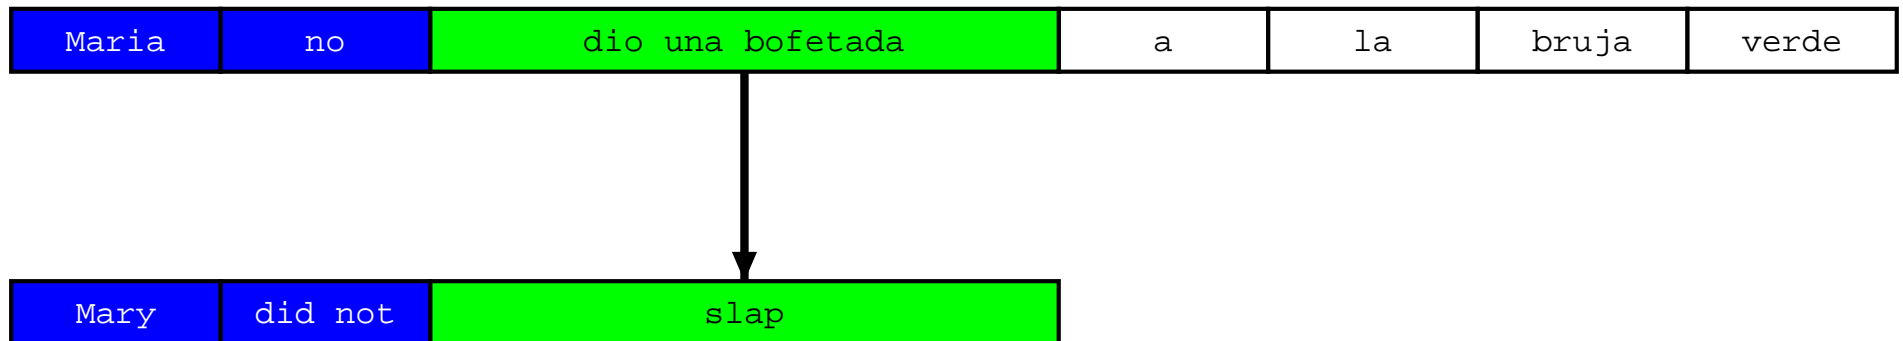 Maria no dio una bofetada a la bruja verde
Mary did not slap